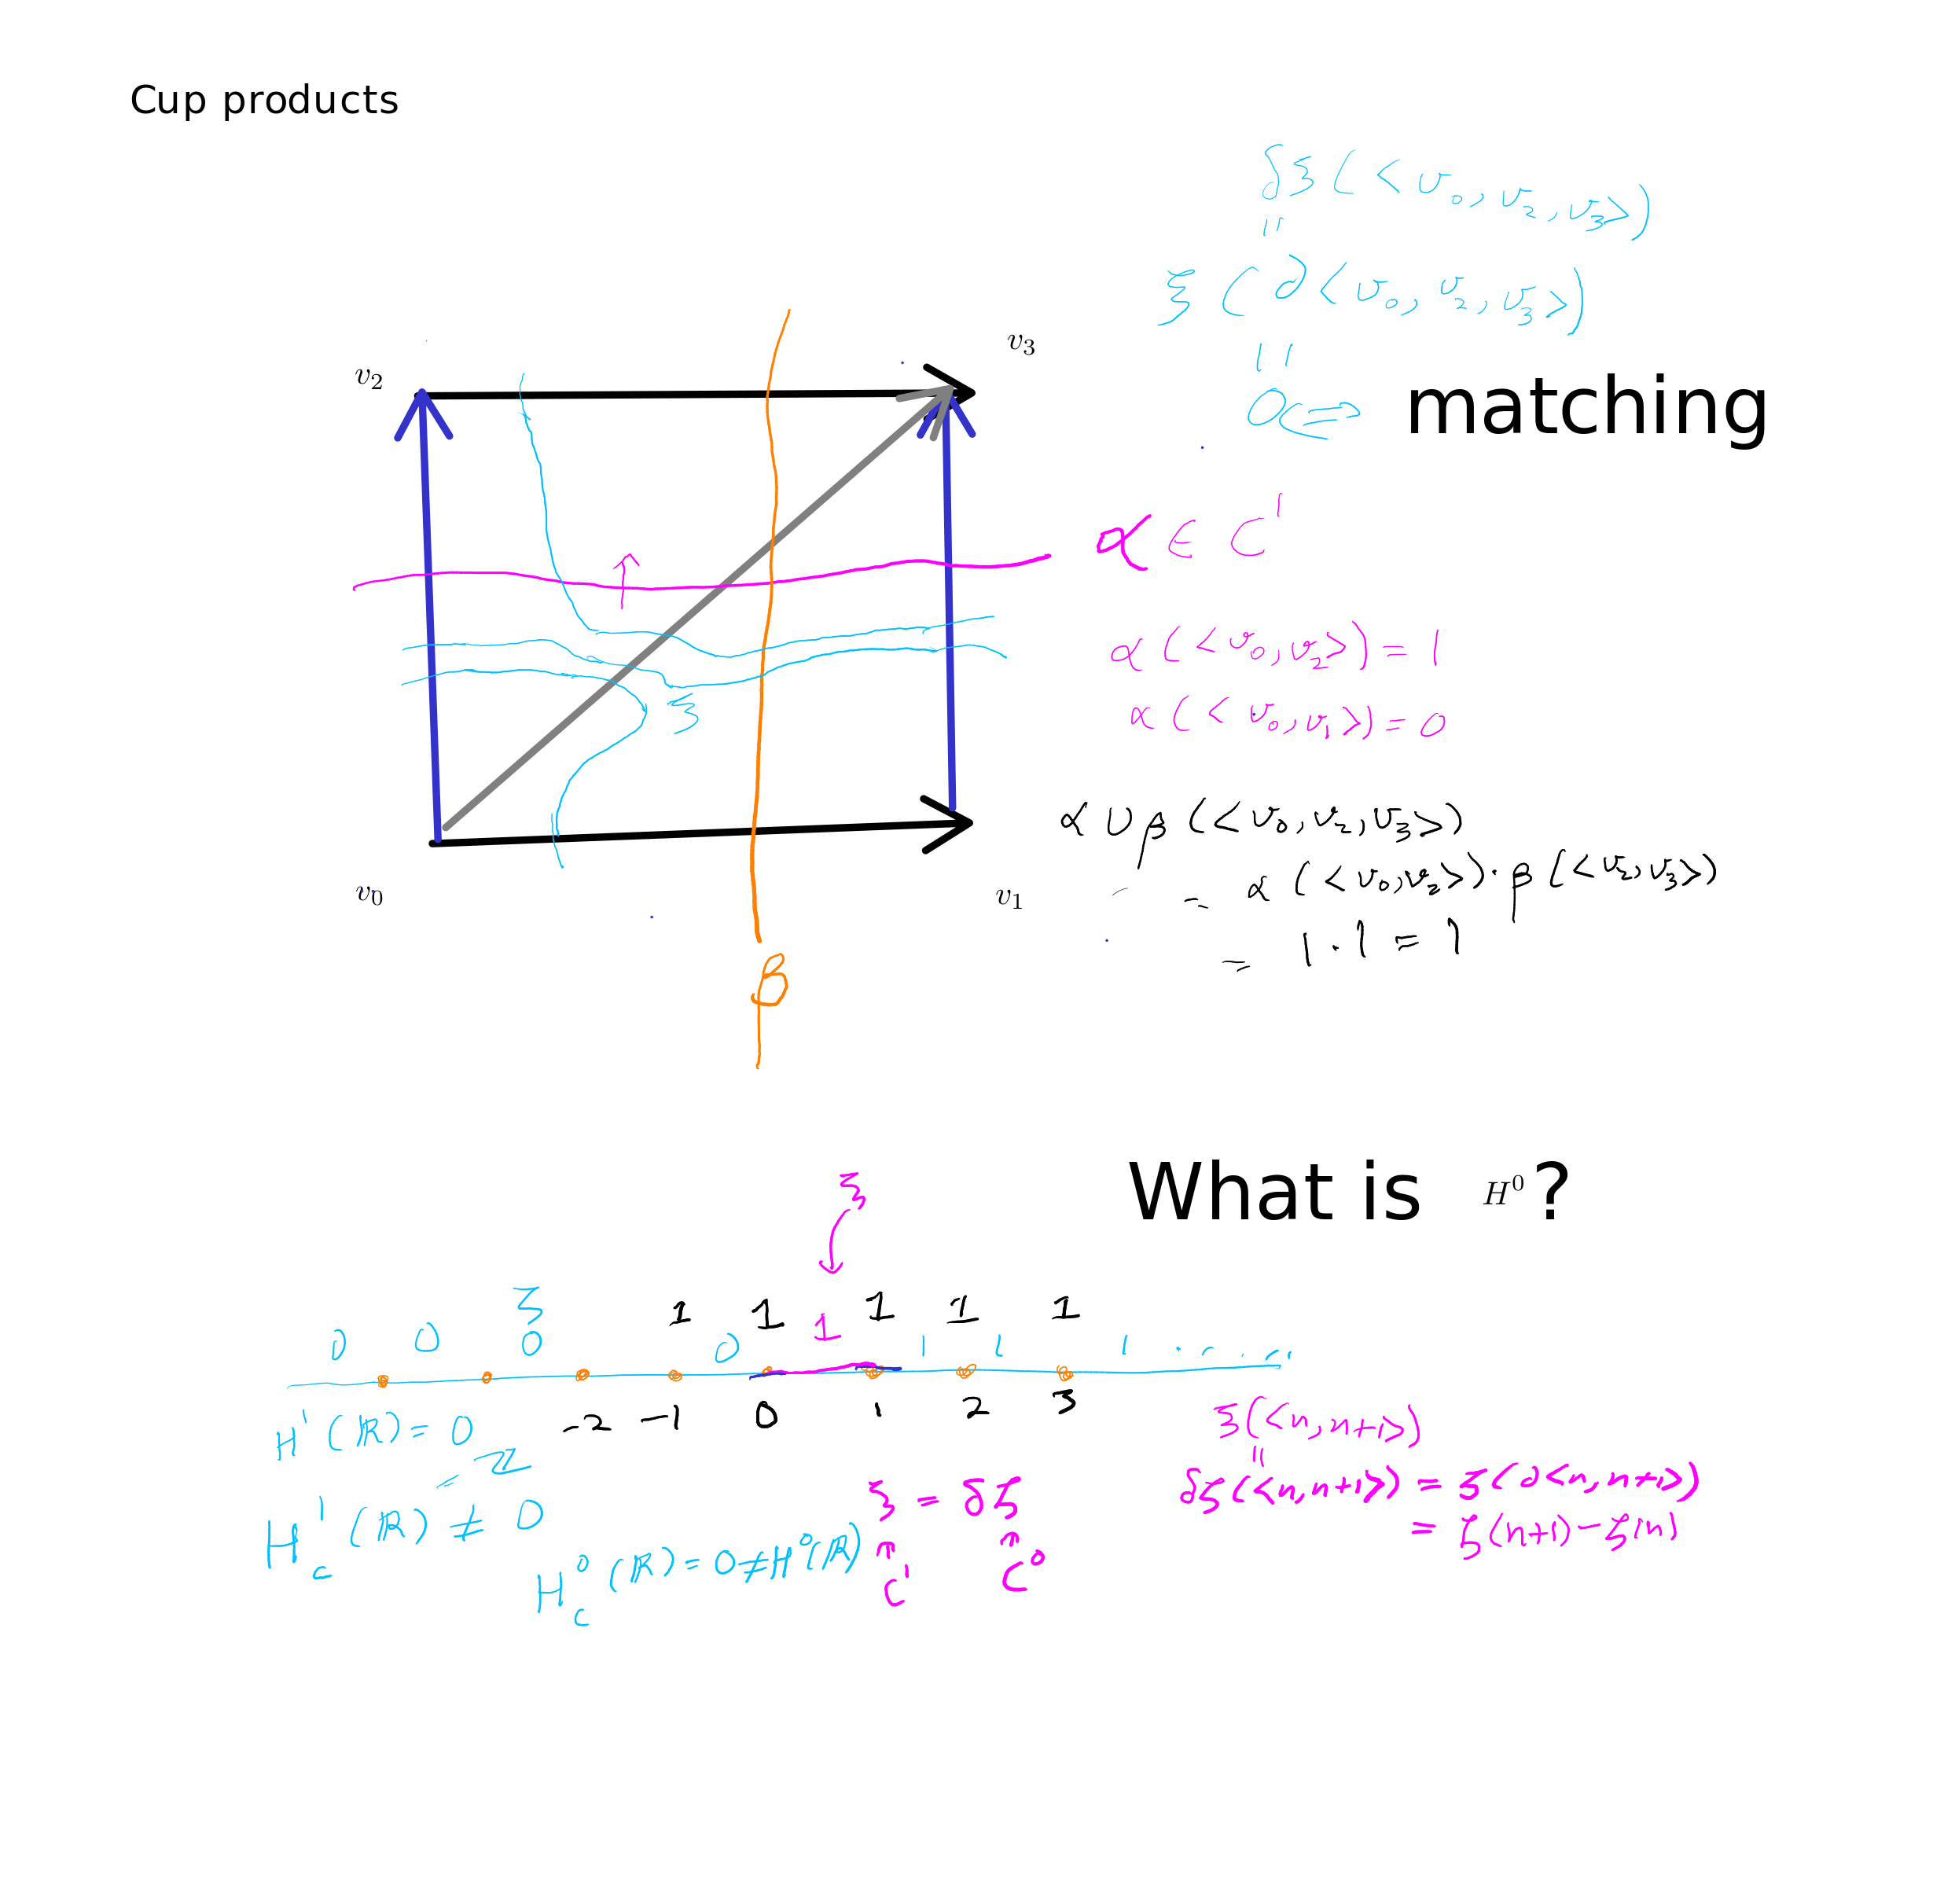 Cup products
δξ(<v₀, v₂, v₃>)
=
ξ(∂<v₀, v₂, v₃>)
=
0 ⇔ matching
v₂
v₃
α ∈ C¹
α(<v₀, v₂>) = 1
ξ
α(<v₀, v₁>) = 0
α∪β(<v₀, v₂, v₃>)
= α(<v₀, v₂>)·β(<v₂, v₃>)
= 1·1 = 1
v₀
v₁
β
What is H⁰?
ξ
ζ
1 1 1 1 1
0 0 0 0 1 1 1 1 .....
-2 -1 0 1 2 3
H¹(ℝ) = 0
= ℤ
H¹c(ℝ) ≠ 0
H⁰c(ℝ) = 0 ≠ H⁰(ℝ)
ξ = δζ
C¹ C⁰
ξ(<n, n+1>)
=
δζ(<n, n+1>) = ζ(∂<n, n+1>)
= ζ(n+1) - ζ(n)